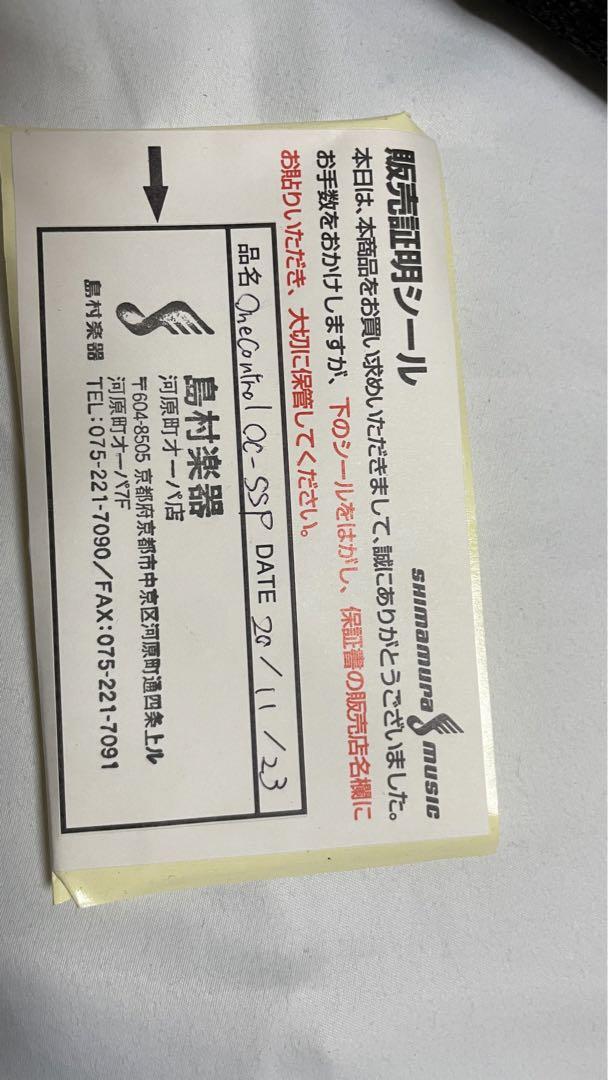 販売証明シール
shimamura music
本日は、本商品をお買い求めいただきまして、誠にありがとうございました。
お手数をおかけしますが、下のシールをはがし、保証書の販売店名欄に
お貼りいただき、大切に保管してください。
品名 OneControl OC-SSP DATE 20/11/23
島村楽器
島村楽器
河原町オーパ店
〒604-8505 京都府京都市中京区河原町通四条上ル
河原町オーパ7F
TEL:075-221-7090/FAX:075-221-7091